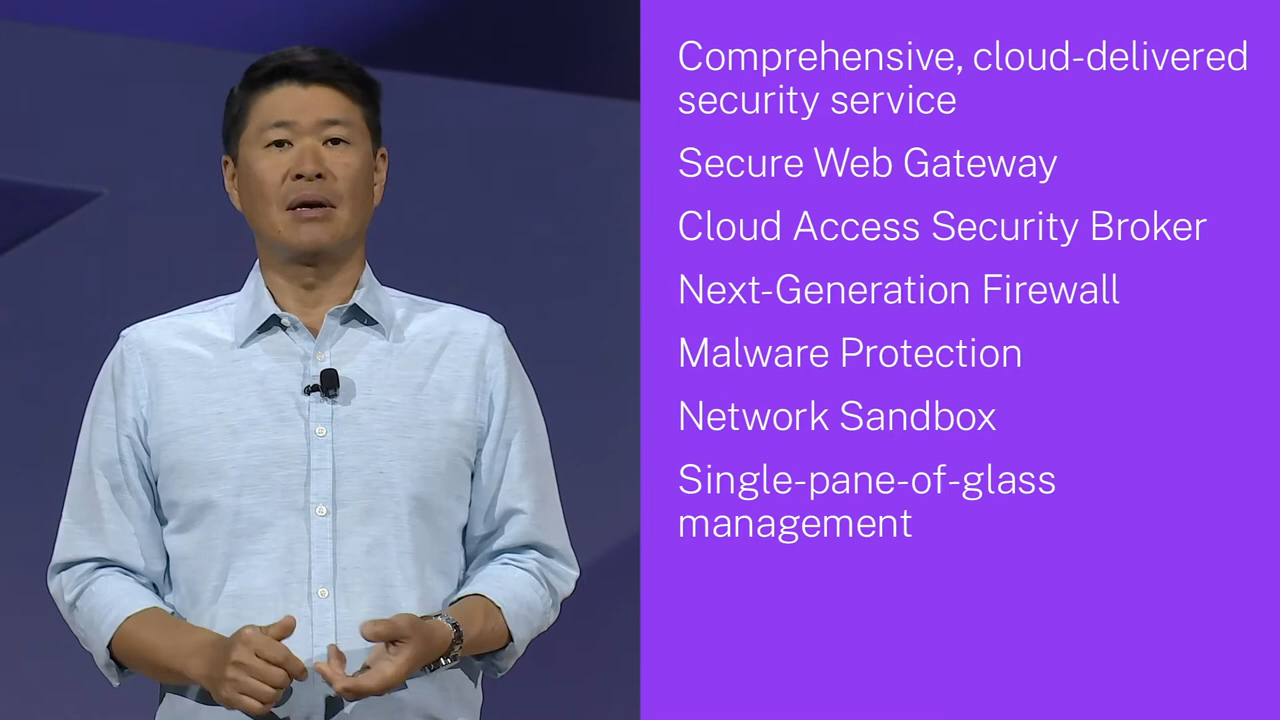 Comprehensive, cloud-delivered
security service
Secure Web Gateway
Cloud Access Security Broker
Next-Generation Firewall
Malware Protection
Network Sandbox
Single-pane-of-glass
management